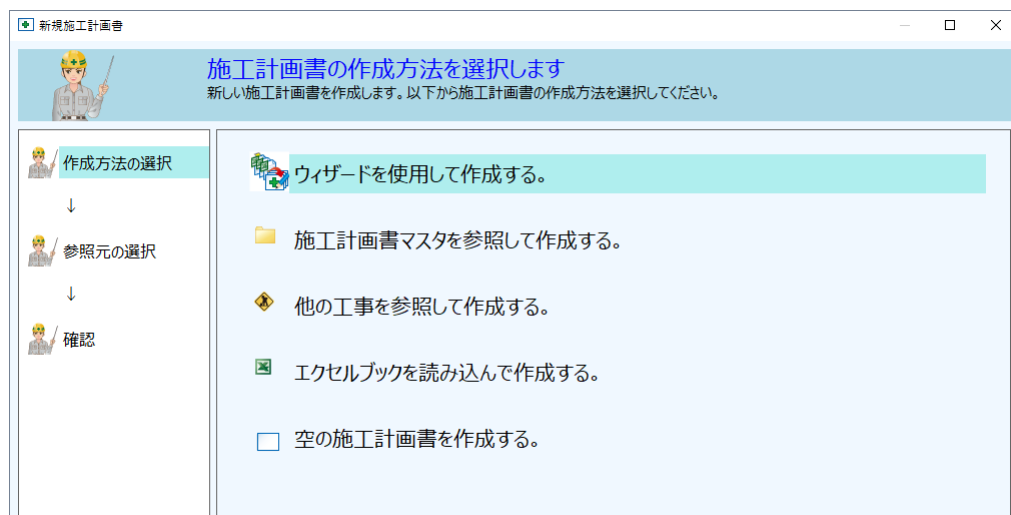 新規施工計画書
施工計画書の作成方法を選択します
新しい施工計画書を作成します。以下から施工計画書の作成方法を選択してください。
作成方法の選択
↓
参照元の選択
↓
確認
ウィザードを使用して作成する。
施工計画書マスタを参照して作成する。
他の工事を参照して作成する。
エクセルブックを読み込んで作成する。
空の施工計画書を作成する。